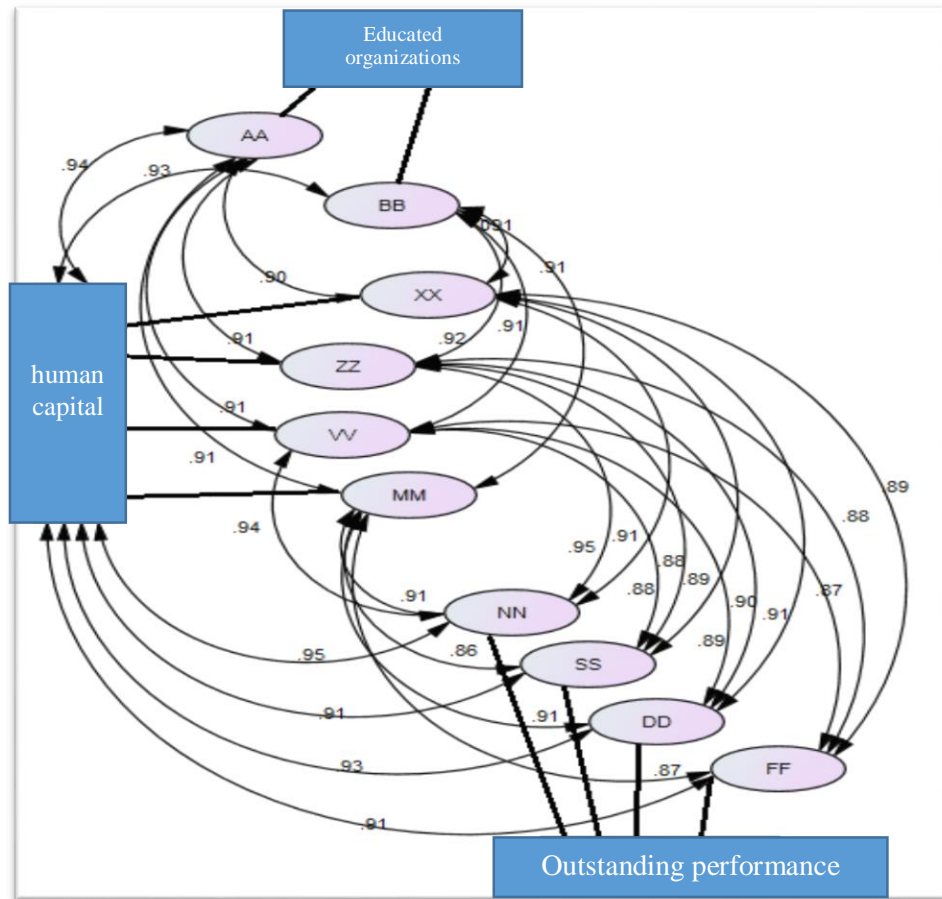 Educated
organizations
AA
.94
.93
BB
.91
.91
XX
.90
.91
.92
.91
ZZ
human
capital
.91
VV
.91
MM
.89
.88
.94
.95
.91
.88
.89
.88
.87
.91
NN
.90
.91
.89
.86
.95
SS
.91
.91
DD
.93
.87
FF
.91
Outstanding performance